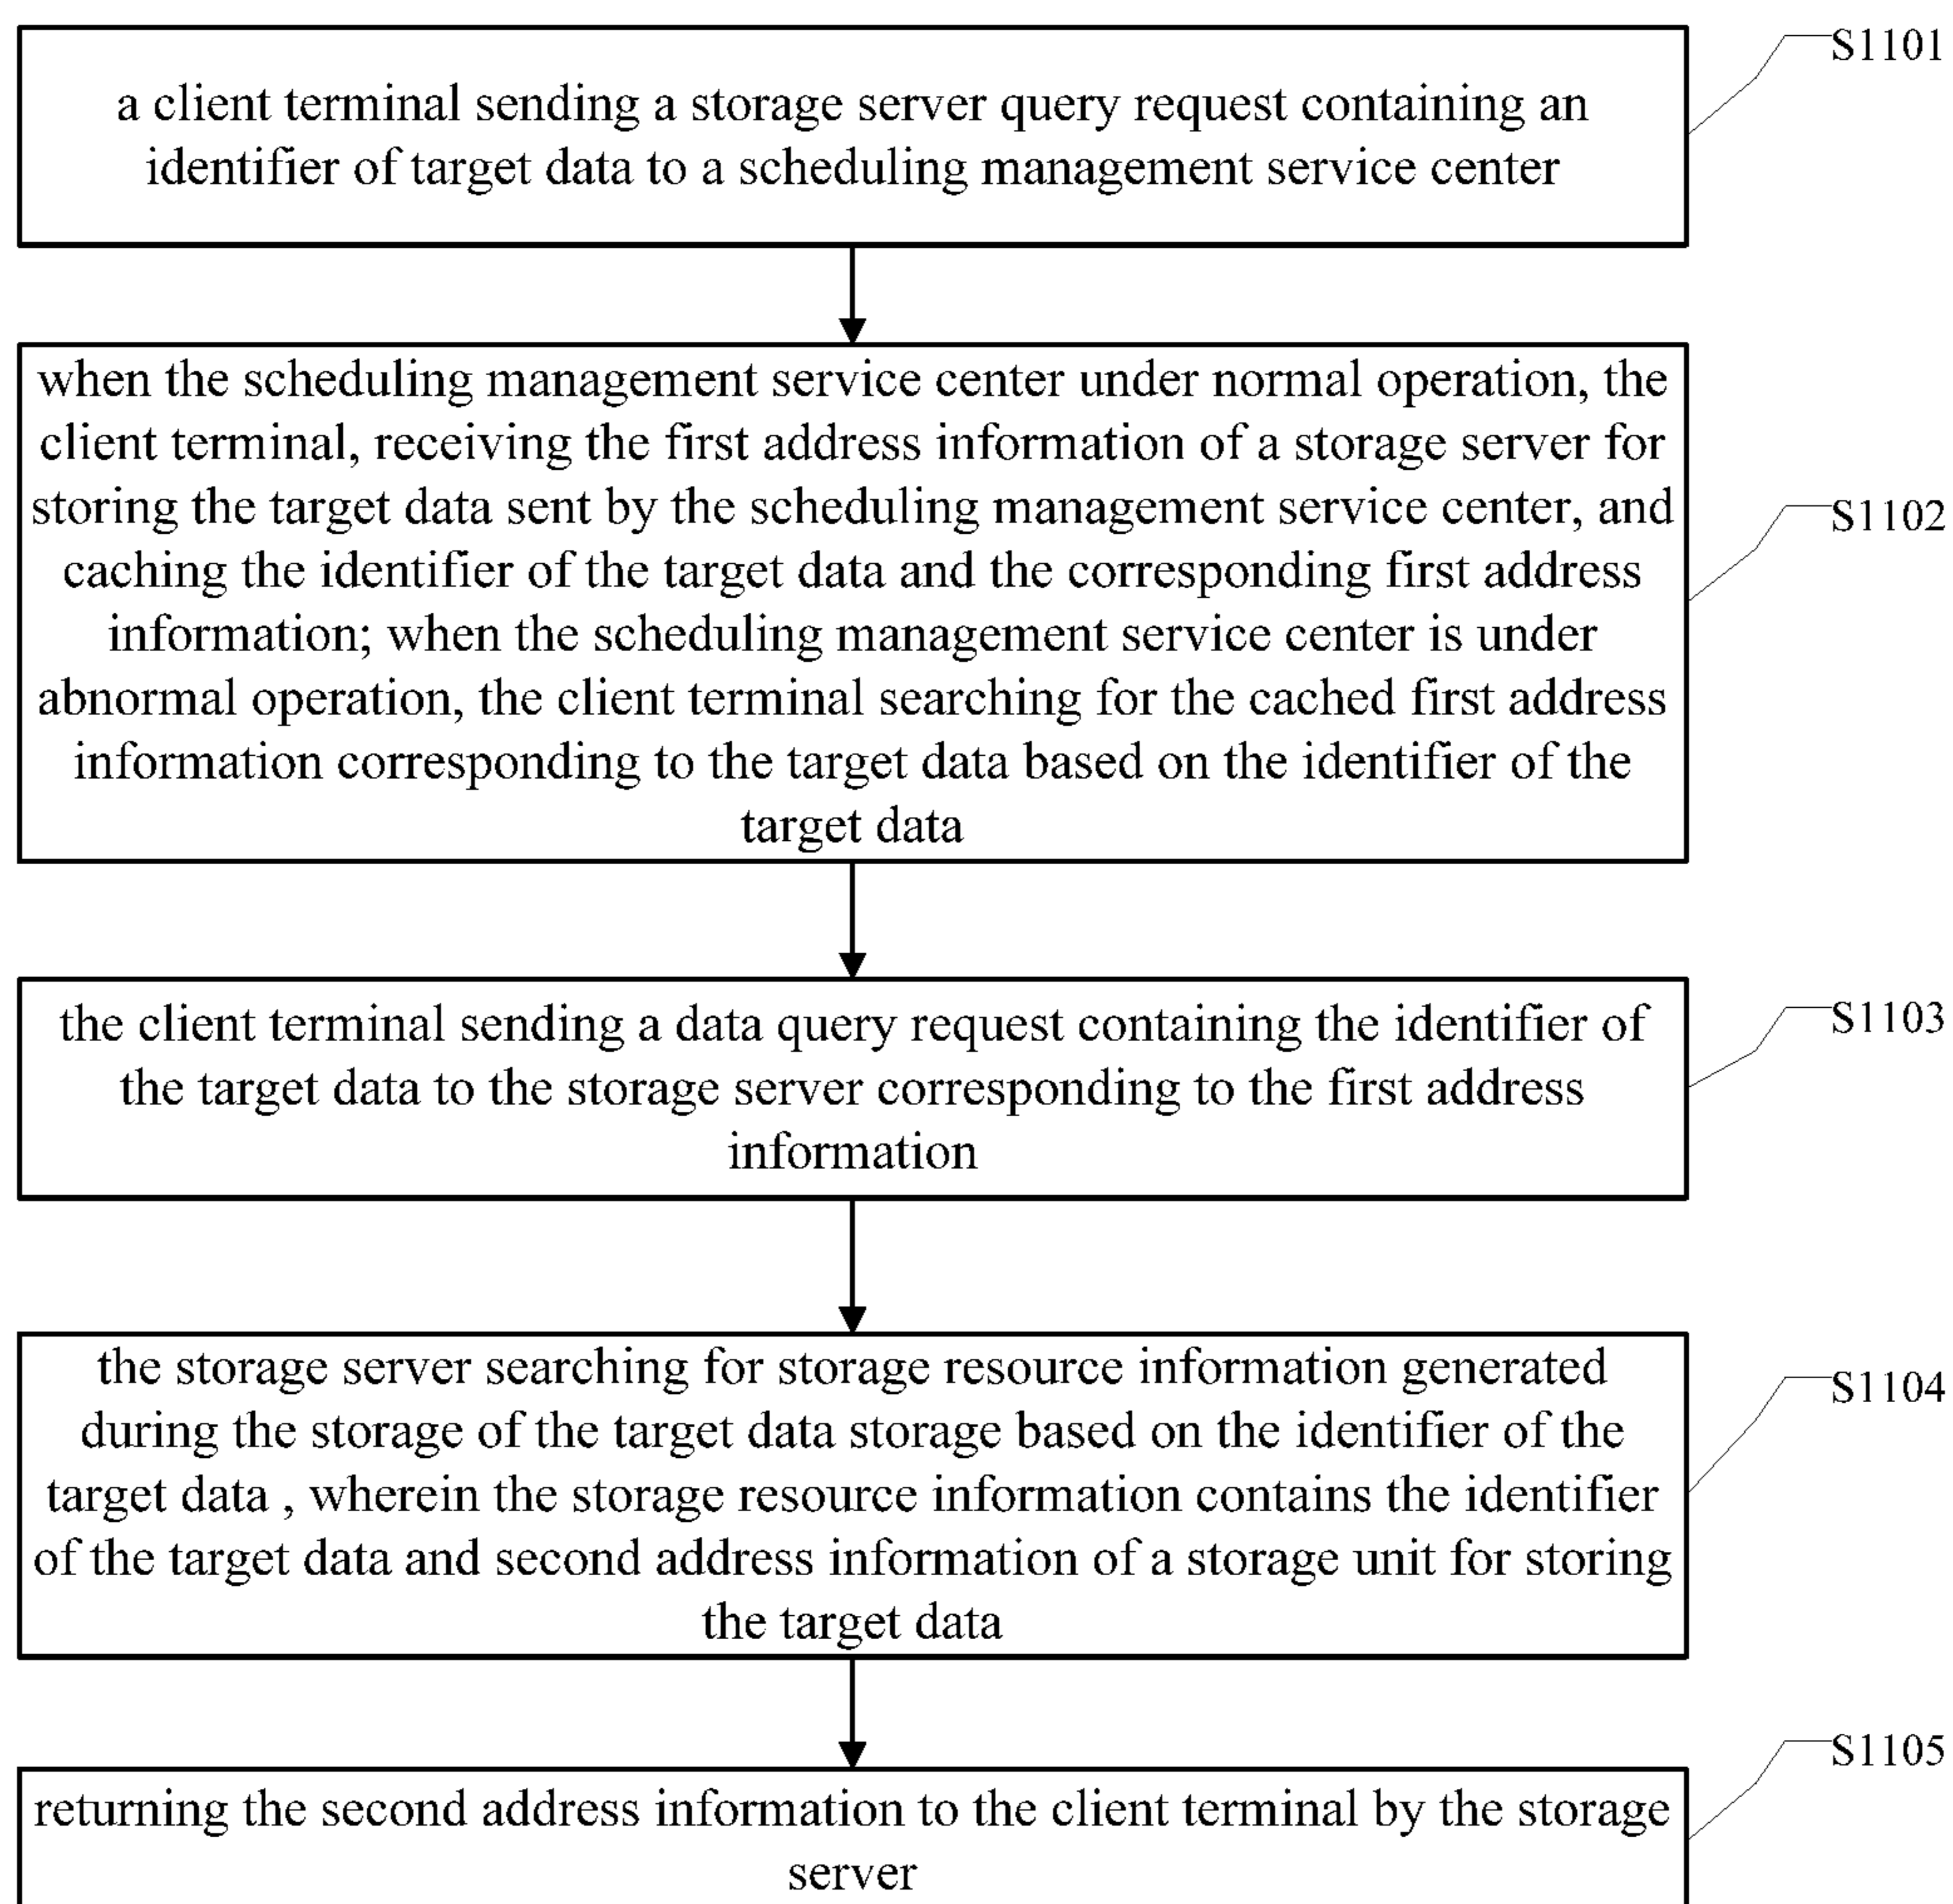 S1101
a client terminal sending a storage server query request containing an
identifier of target data to a scheduling management service center
when the scheduling management service center under normal operation, the
client terminal, receiving the first address information of a storage server for
storing the target data sent by the scheduling management service center, and
S1102
caching the identifier of the target data and the corresponding first address
information; when the scheduling management service center is under
abnormal operation, the client terminal searching for the cached first address
information corresponding to the target data based on the identifier of the
target data
S1103
the client terminal sending a data query request containing the identifier of
the target data to the storage server corresponding to the first address
information
the storage server searching for storage resource information generated
S1104
during the storage of the target data storage based on the identifier of the
target data , wherein the storage resource information contains the identifier
of the target data and second address information of a storage unit for storing
the target data
S1105
returning the second address information to the client terminal by the storage
server